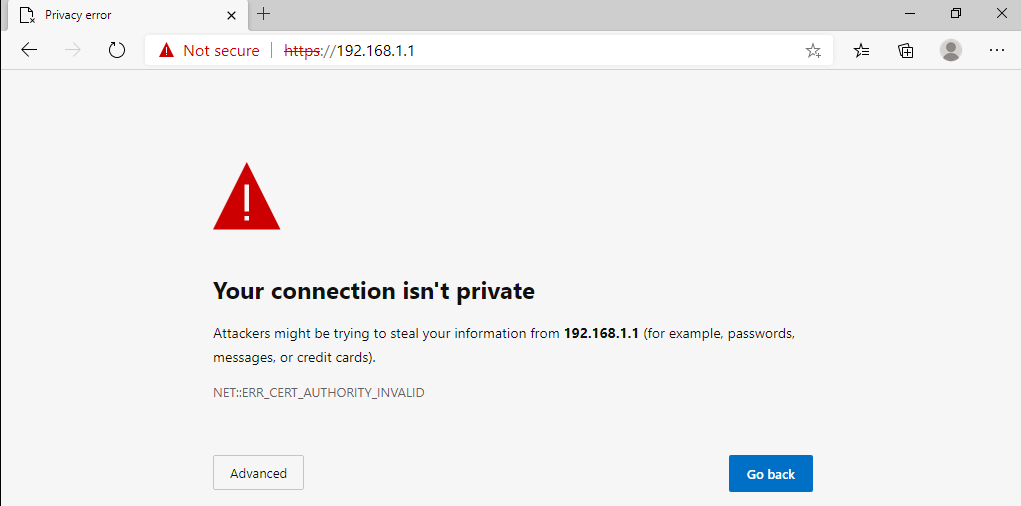 Privacy error
Not secure | https://192.168.1.1
Your connection isn't private
Attackers might be trying to steal your information from 192.168.1.1 (for example, passwords,
messages, or credit cards).
NET::ERR_CERT_AUTHORITY_INVALID
Advanced
Go back